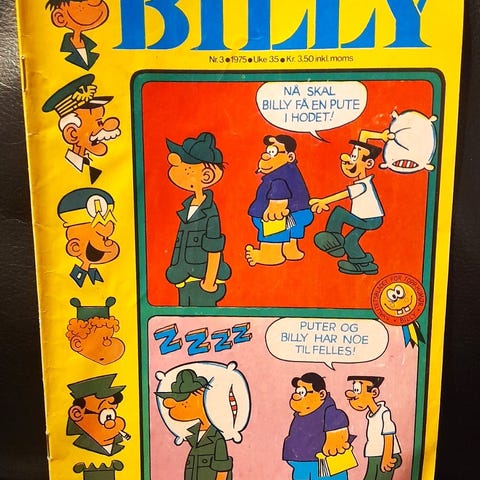 BILLY
Nr. 3 • 1975 • Uke 35 • Kr. 3.50 inkl. moms
NÅ SKAL
BILLY FÅ EN PUTE
I HODET!
ZZZZ
PUTER OG
BILLY HAR NOE
TIL FELLES!